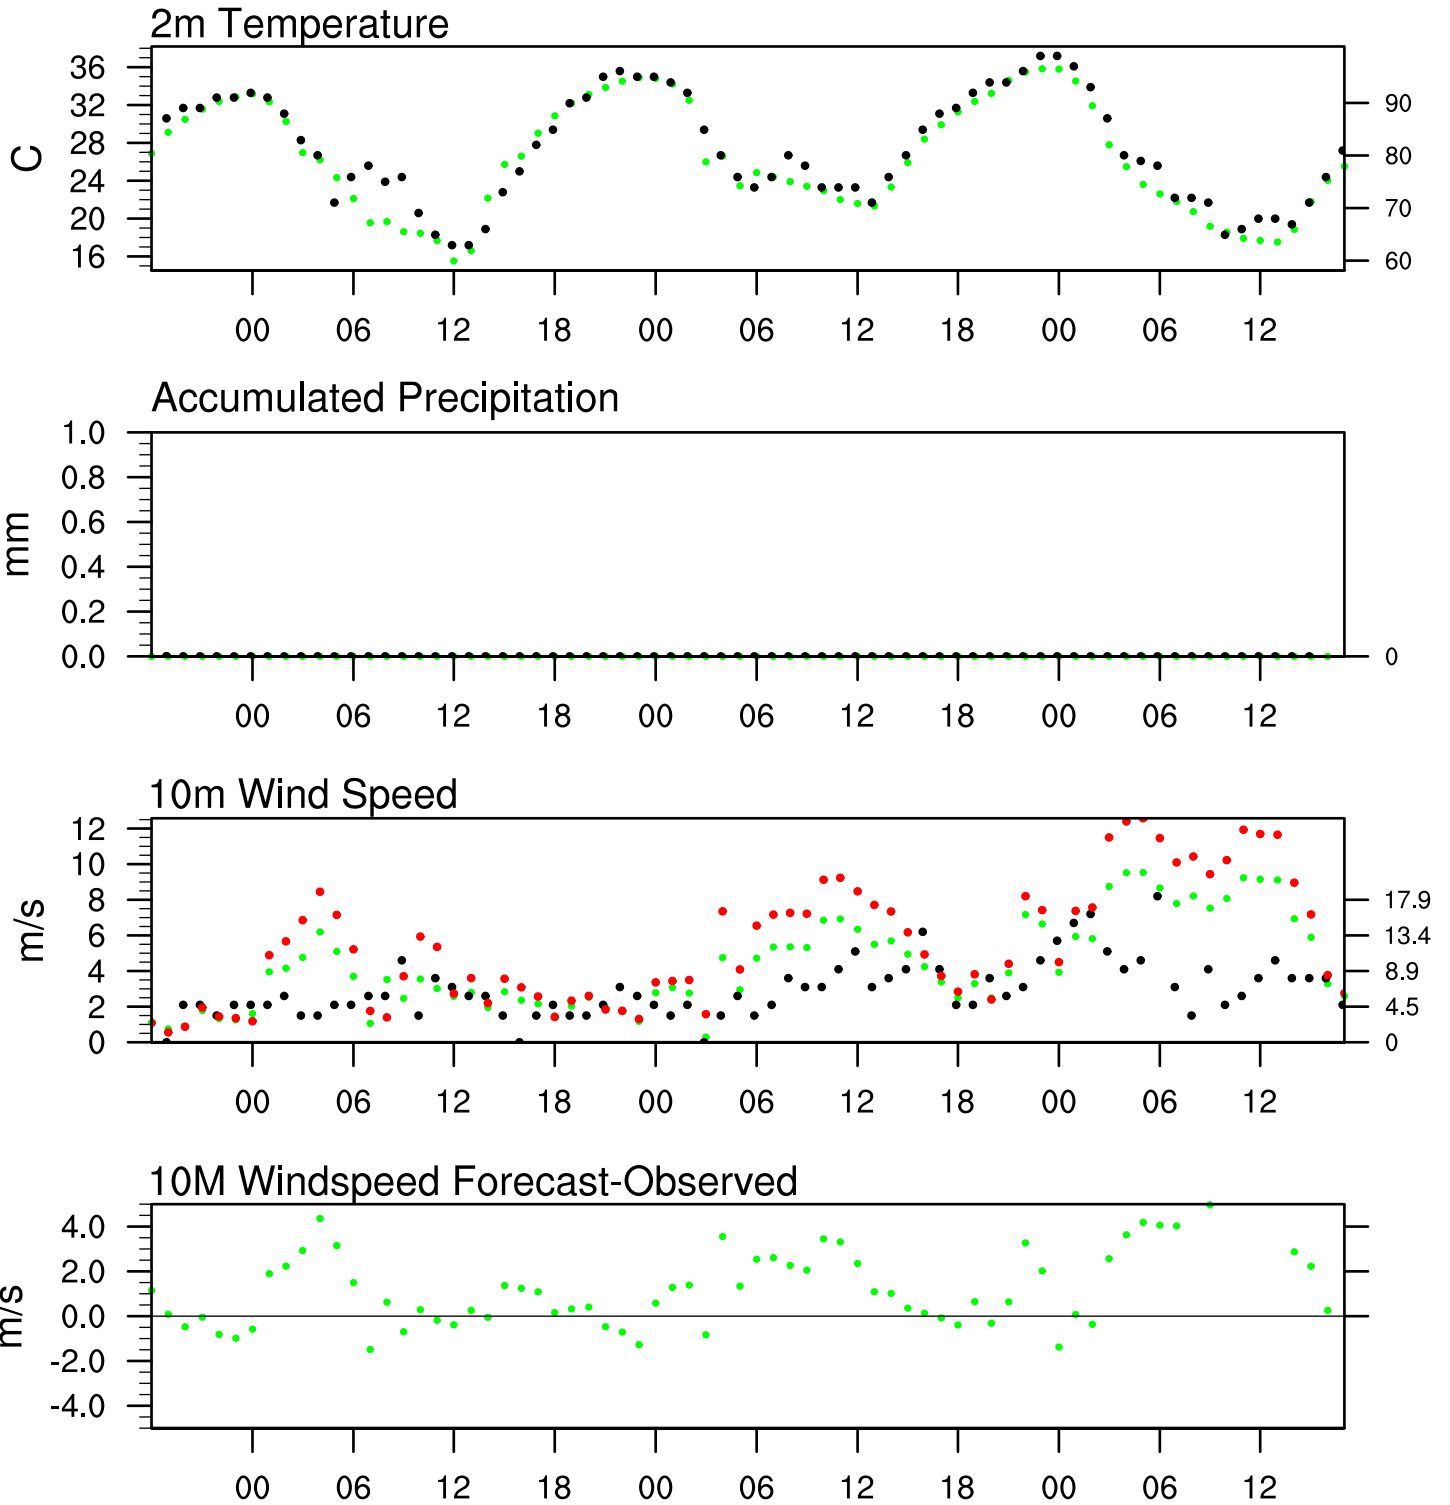 2m Temperature
C
36
32
28
24
20
16
90
80
70
60
00 06 12 18 00 06 12 18 00 06 12
Accumulated Precipitation
mm
1.0
0.8
0.6
0.4
0.2
0.0
0
00 06 12 18 00 06 12 18 00 06 12
10m Wind Speed
m/s
12
10
8
6
4
2
0
17.9
13.4
8.9
4.5
0
00 06 12 18 00 06 12 18 00 06 12
10M Windspeed Forecast-Observed
m/s
4.0
2.0
0.0
-2.0
-4.0
00 06 12 18 00 06 12 18 00 06 12